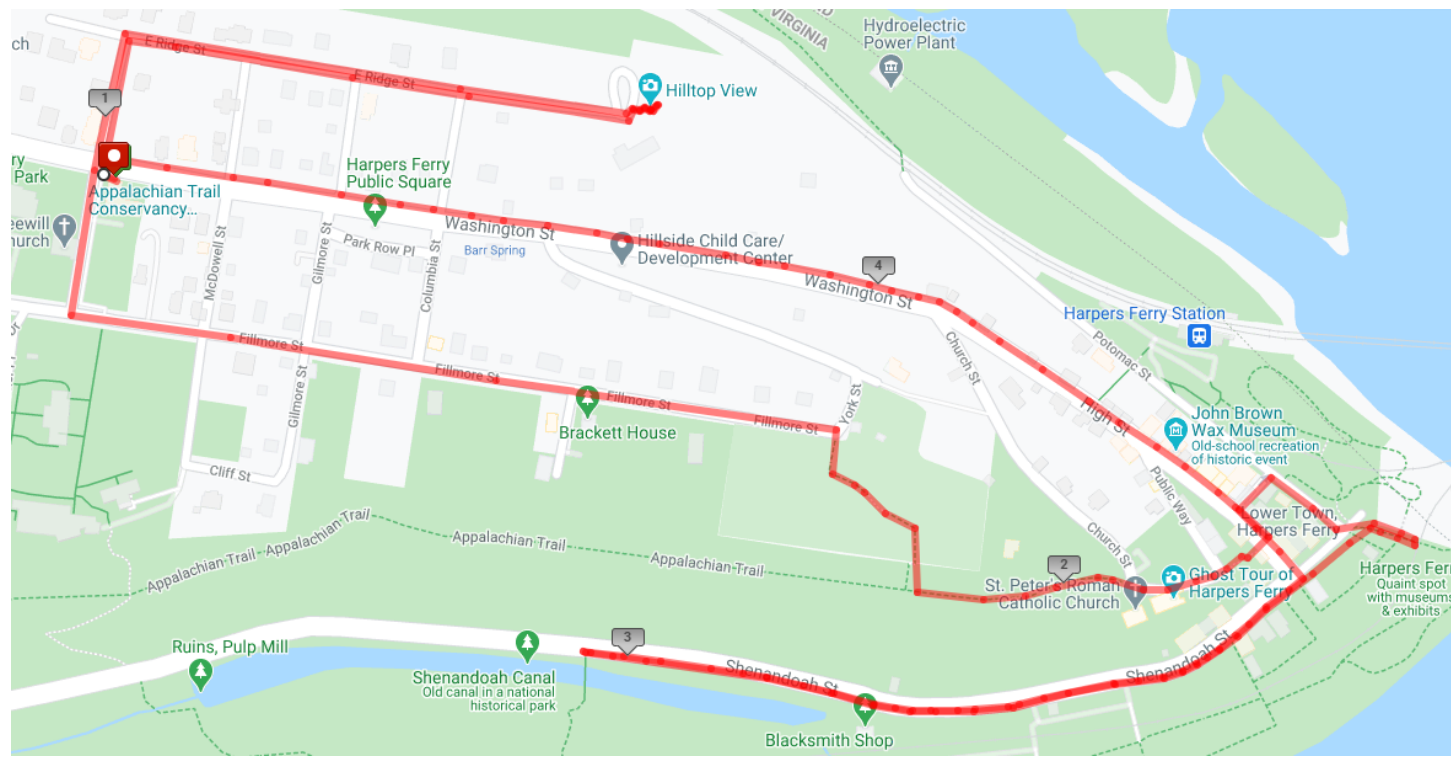 ch
E Ridge St
E Ridge St
VIRGINIA
Hydroelectric
Power Plant
Hilltop View
1
ry
Park
Appalachian Trail
Conservancy...
Harpers Ferry
Public Square
eewill
hurch
McDowell St
Gilmore St
Park Row Pl
Columbia St
Washington St
Barr Spring
Hillside Child Care/
Development Center
4
Washington St
Harpers Ferry Station
Potomac St
Church St
Dr
Fillmore St
Fillmore St
Fillmore St
Fillmore St
York St
High St
Gilmore St
Brackett House
John Brown
Wax Museum
Old-school recreation
of historic event
Cliff St
Public Way
Lower Town,
Harpers Ferry
Appalachian Trail
Appalachian Trail
Appalachian Trail
Appalachian Trail
Church St
2
St. Peter's Roman
Catholic Church
Ghost Tour of
Harpers Ferry
Harpers Fer
Quaint spot
with museums
& exhibits
Ruins, Pulp Mill
3
Shenandoah Canal
Old canal in a national
historical park
Shenandoah St
Shenandoah St
Blacksmith Shop